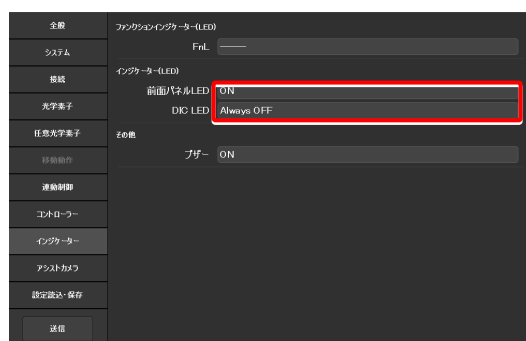 全般
システム
接続
光学素子
任意光学素子
移動動作
連動制御
コントローラー
インジケーター
アシストカメラ
設定読込・保存
送信
ファンクションインジケーター(LED)
FnL ───
インジケーター(LED)
前面パネルLED ON
DIC LED Always OFF
その他
ブザー ON